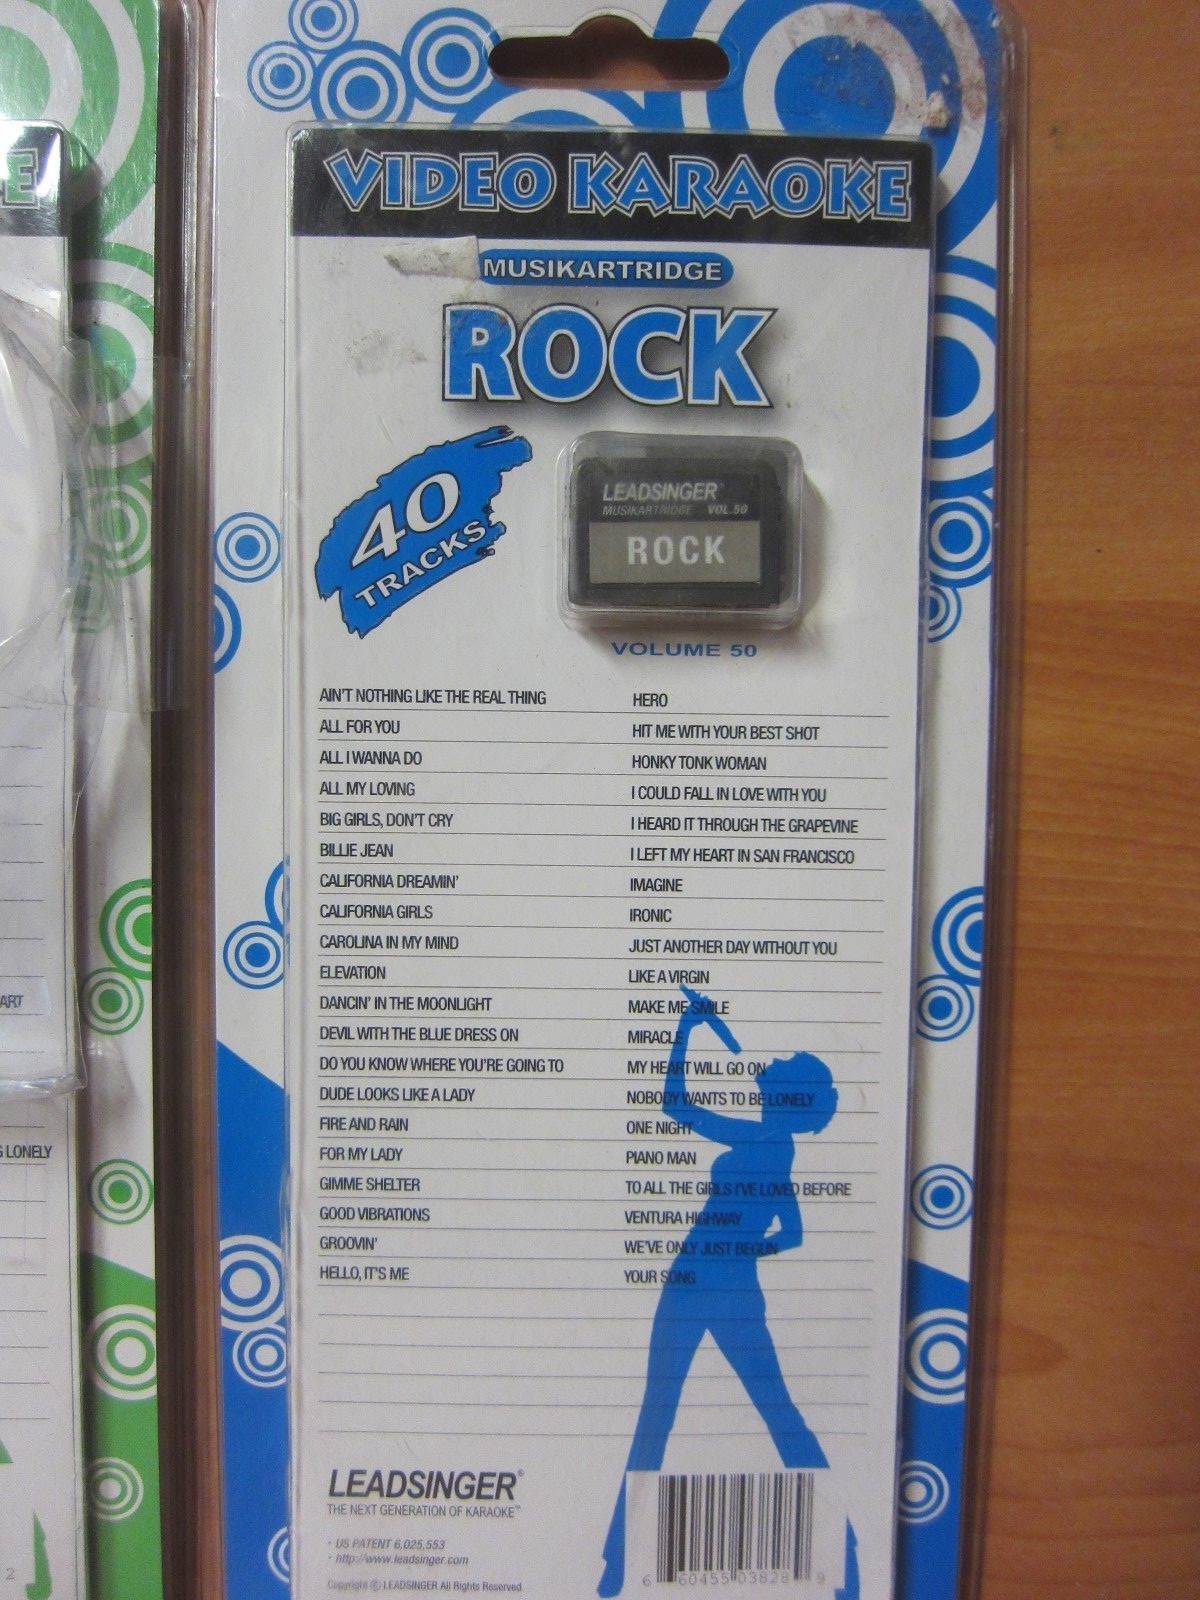 E
ART
G LONELY
2
VIDEO KARAOKE
MUSIKARTRIDGE
ROCK
40
TRACKS
LEADSINGER®
MUSIKARTRIDGE VOL.50
ROCK
VOLUME 50
AIN'T NOTHING LIKE THE REAL THING
ALL FOR YOU
ALL I WANNA DO
ALL MY LOVING
BIG GIRLS, DON'T CRY
BILLIE JEAN
CALIFORNIA DREAMIN'
CALIFORNIA GIRLS
CAROLINA IN MY MIND
ELEVATION
DANCIN' IN THE MOONLIGHT
DEVIL WITH THE BLUE DRESS ON
DO YOU KNOW WHERE YOU'RE GOING TO
DUDE LOOKS LIKE A LADY
FIRE AND RAIN
FOR MY LADY
GIMME SHELTER
GOOD VIBRATIONS
GROOVIN'
HELLO, IT'S ME
HERO
HIT ME WITH YOUR BEST SHOT
HONKY TONK WOMAN
I COULD FALL IN LOVE WITH YOU
I HEARD IT THROUGH THE GRAPEVINE
I LEFT MY HEART IN SAN FRANCISCO
IMAGINE
IRONIC
JUST ANOTHER DAY WITHOUT YOU
LIKE A VIRGIN
MAKE ME SMILE
MIRACLE
MY HEART WILL GO ON
NOBODY WANTS TO BE LONELY
ONE NIGHT
PIANO MAN
TO ALL THE GIRLS I'VE LOVED BEFORE
VENTURA HIGHWAY
WE'VE ONLY JUST BEGUN
YOUR SONG
LEADSINGER®
THE NEXT GENERATION OF KARAOKE™
• US PATENT 6,025,553
• http://www.leadsinger.com
Copyright © LEADSINGER All Rights Reserved
6 60455 03828 9